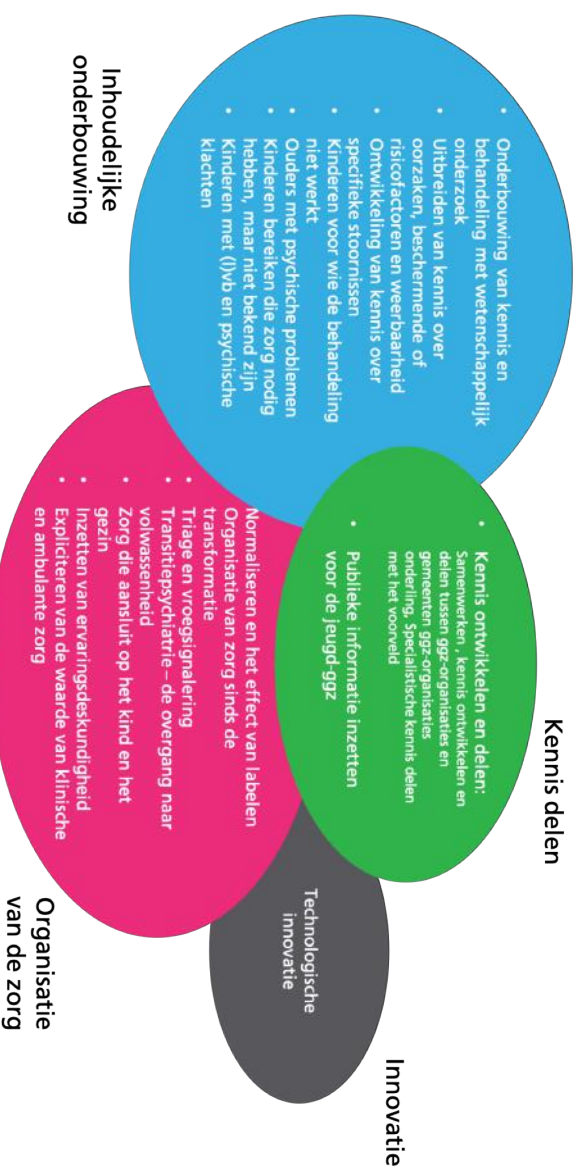 Inhoudelijke
onderbouwing
• Onderbouwing van kennis en
behandeling met wetenschappelijk
onderzoek
• Uitbreiden van kennis over
oorzaken, beschermende of
risicofactoren en weerbaarheid
• Ontwikkeling van kennis over
specifieke stoornissen
• Kinderen voor wie de behandeling
niet werkt
• Ouders met psychische problemen
• Kinderen bereiken die zorg nodig
hebben, maar niet bekend zijn
• Kinderen met (l)vb en psychische
klachten
Kennis delen
• Kennis ontwikkelen en delen:
Samenwerken , kennis ontwikkelen en
delen tussen ggz-organisaties en
gemeenten ggz-organisaties
onderling, Specialistische kennis delen
met het voorveld
• Publieke informatie inzetten
voor de jeugd-ggz
Normaliseren en het effect van labelen
Organisatie van zorg sinds de
transformatie
• Triage en vroegsignalering
• Transitiepsychiatrie – de overgang naar
volwassenheid
• Zorg die aansluit op het kind en het
gezin
• Inzetten van ervaringsdeskundigheid
• Expliciteren van de waarde van klinische
en ambulante zorg
Organisatie
van de zorg
Technologische
innovatie
Innovatie